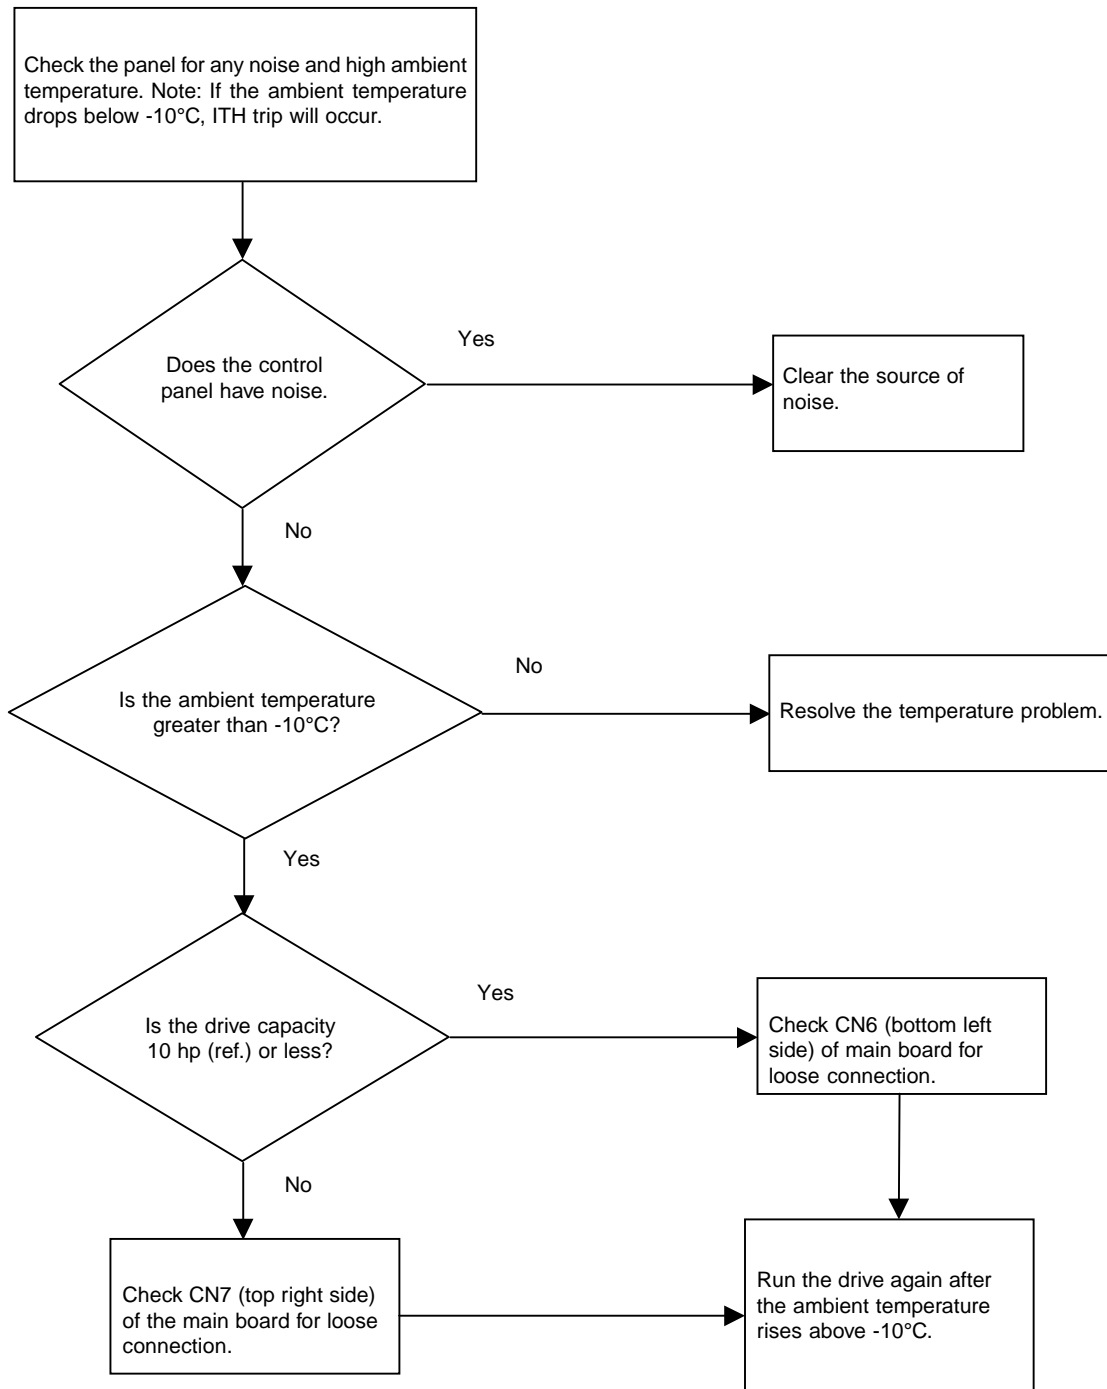 Check the panel for any noise and high ambient
temperature. Note: If the ambient temperature
drops below -10°C, ITH trip will occur.
Yes
Does the control
panel have noise.
Clear the source of
noise.
No
No
Is the ambient temperature
greater than -10°C?
Resolve the temperature problem.
Yes
Yes
Is the drive capacity
10 hp (ref.) or less?
Check CN6 (bottom left
side) of main board for
loose connection.
No
Check CN7 (top right side)
of the main board for loose
connection.
Run the drive again after
the ambient temperature
rises above -10°C.